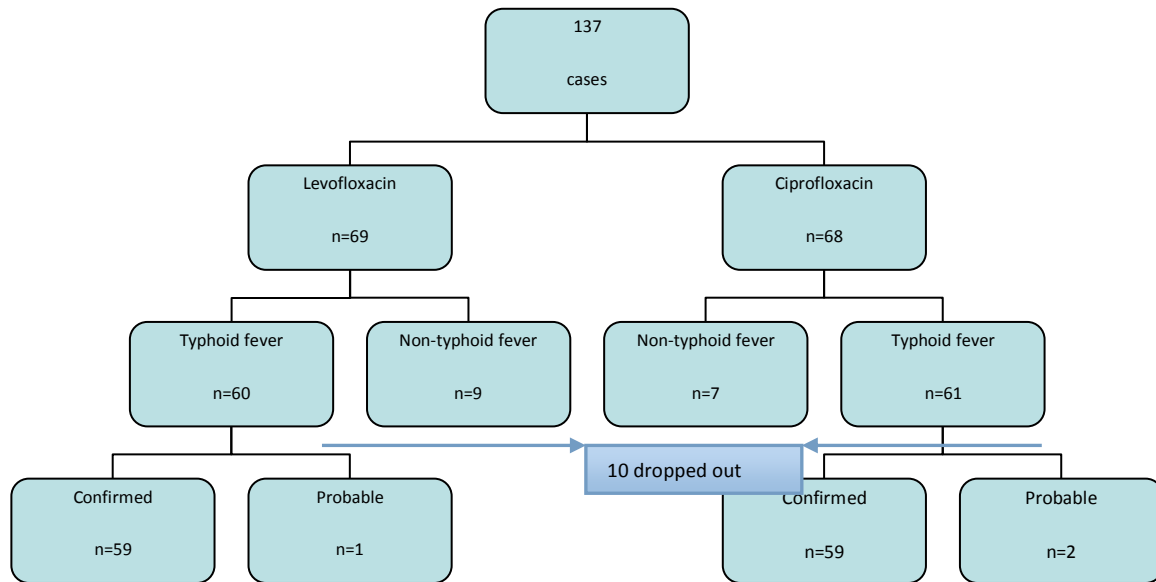 137
cases
Levofloxacin
n=69
Ciprofloxacin
n=68
Typhoid fever
n=60
Non-typhoid fever
n=9
Non-typhoid fever
n=7
Typhoid fever
n=61
10 dropped out
Confirmed
n=59
Probable
n=1
Confirmed
n=59
Probable
n=2